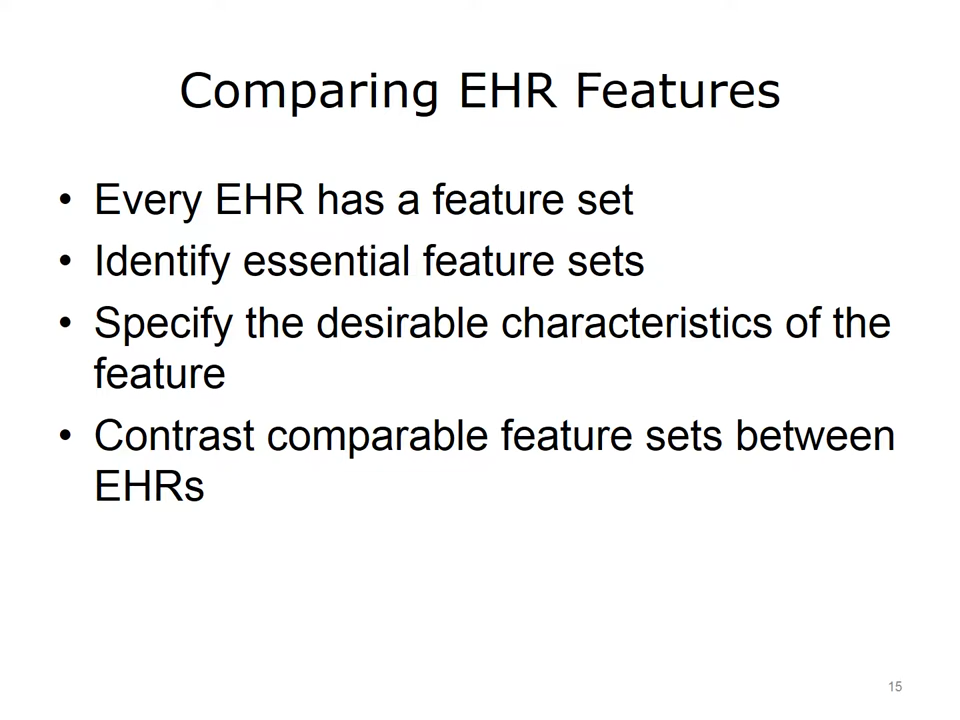 Comparing EHR Features
• Every EHR has a feature set
• Identify essential feature sets
• Specify the desirable characteristics of the
feature
• Contrast comparable feature sets between
EHRs
15